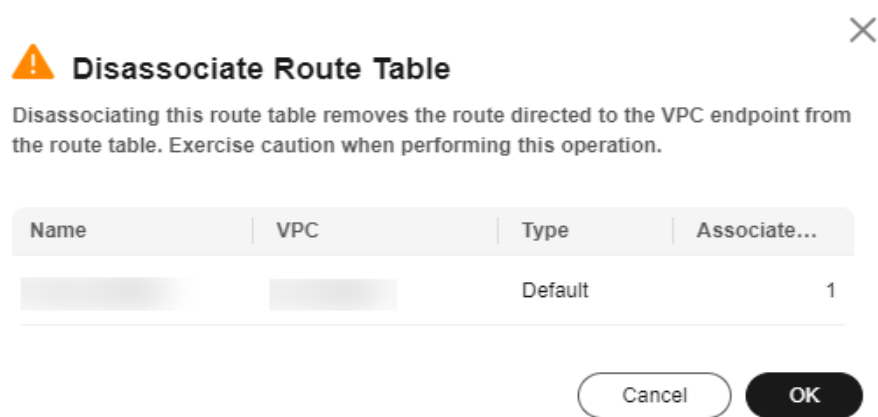 Disassociate Route Table
Disassociating this route table removes the route directed to the VPC endpoint from
the route table. Exercise caution when performing this operation.
Name VPC Type Associate...
Default 1
Cancel OK